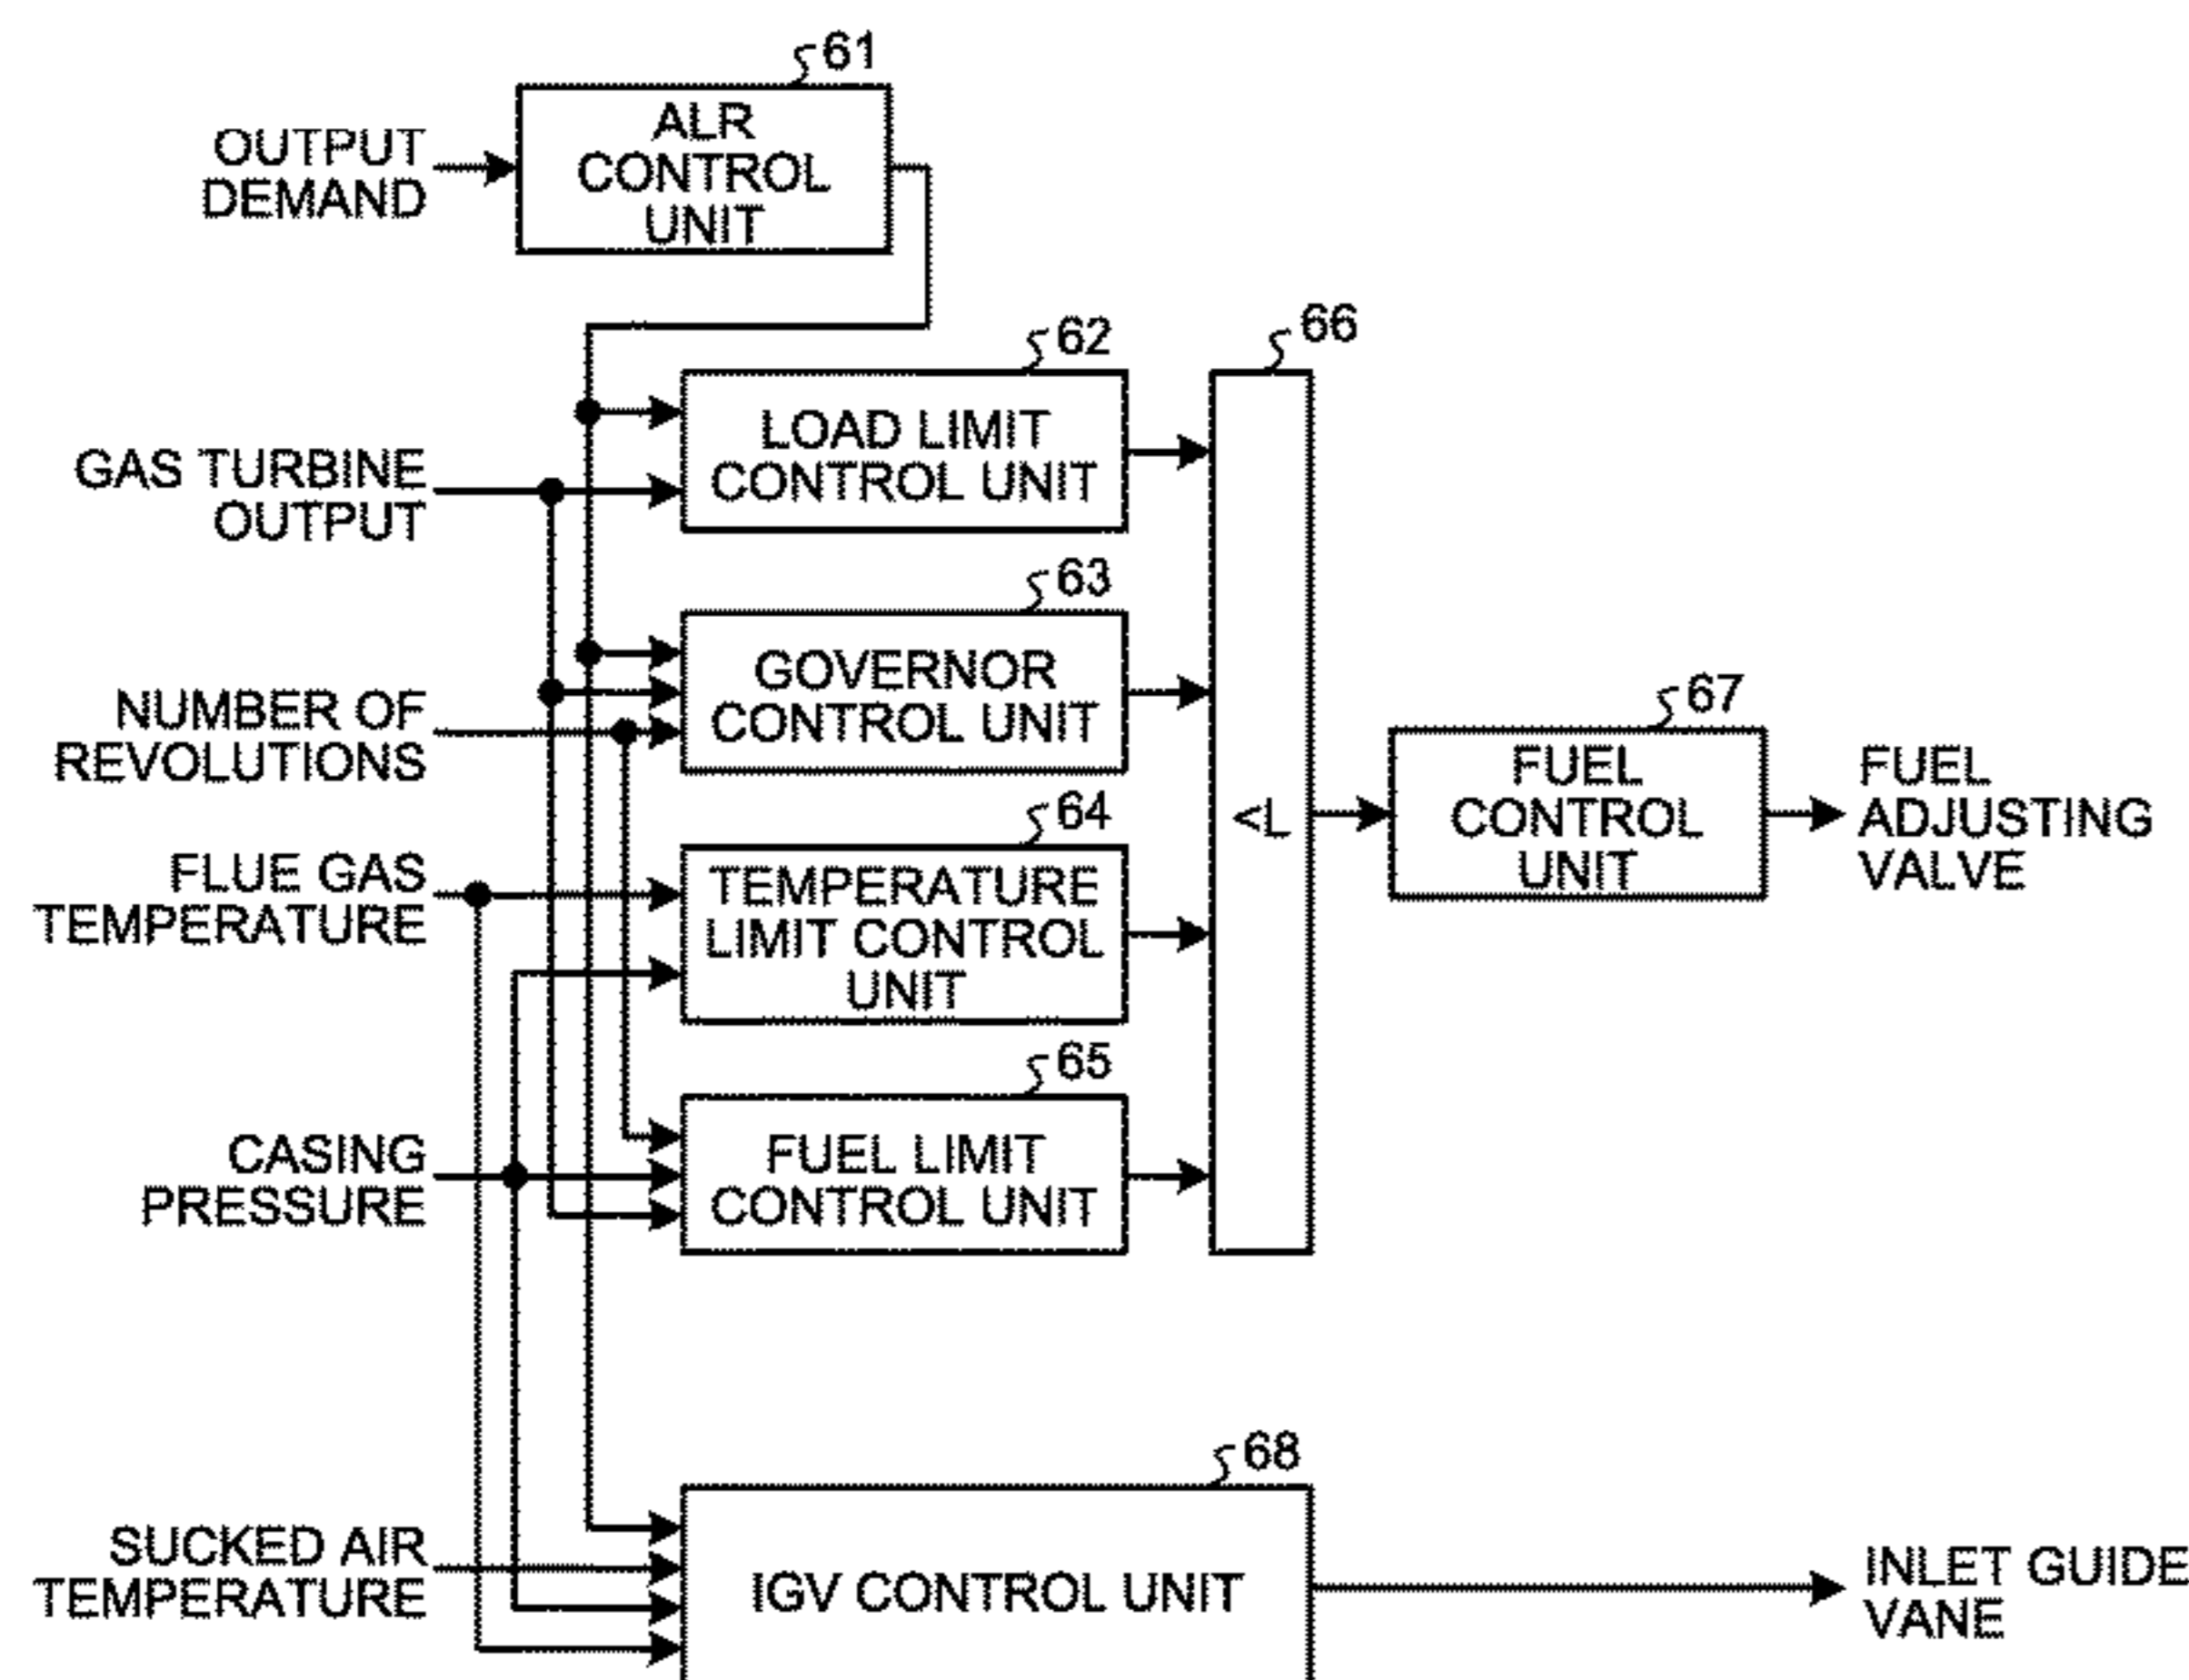 61
ALR
CONTROL
UNIT
OUTPUT
DEMAND
62
LOAD LIMIT
CONTROL UNIT
66
<L
GAS TURBINE
OUTPUT
63
GOVERNOR
CONTROL UNIT
NUMBER OF
REVOLUTIONS
67
FUEL
CONTROL
UNIT
FUEL
ADJUSTING
VALVE
64
TEMPERATURE
LIMIT CONTROL
UNIT
FLUE GAS
TEMPERATURE
65
FUEL LIMIT
CONTROL UNIT
CASING
PRESSURE
68
IGV CONTROL UNIT
SUCKED AIR
TEMPERATURE
INLET GUIDE
VANE